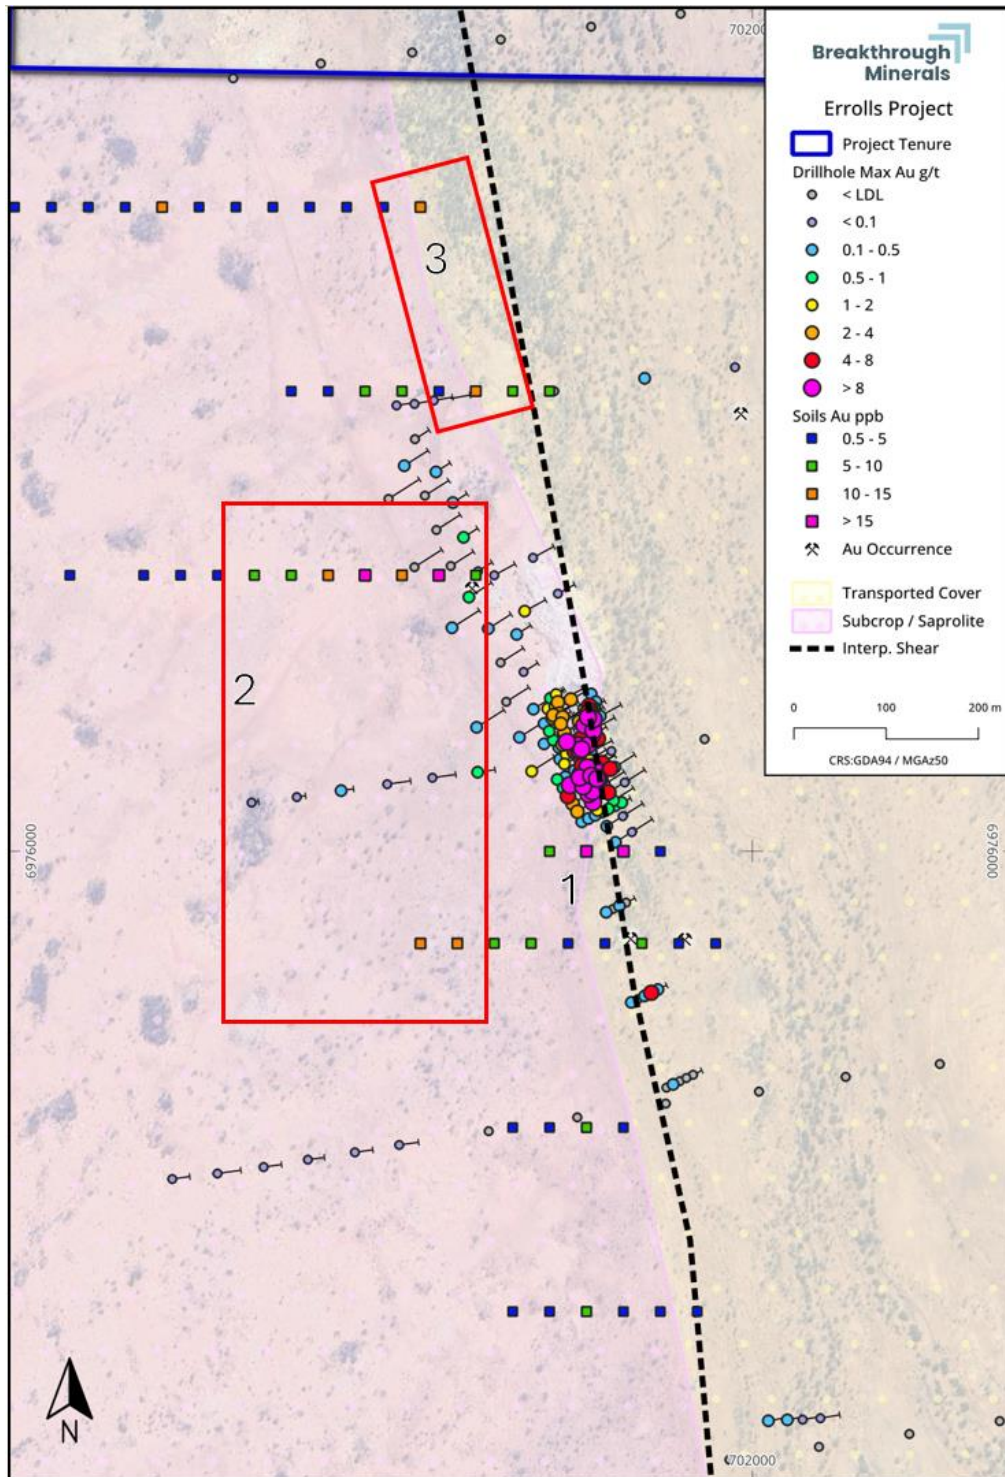 70200
Breakthrough
Minerals
Errolls Project
Project Tenure
Drillhole Max Au g/t
< LDL
< 0.1
0.1 - 0.5
0.5 - 1
1 - 2
2 - 4
4 - 8
> 8
Soils Au ppb
0.5 - 5
5 - 10
10 - 15
> 15
Au Occurrence
Transported Cover
Subcrop / Saprolite
Interp. Shear
0 100 200 m
CRS:GDA94 / MGAz50
3
2
1
6976000
6976000
N
702000